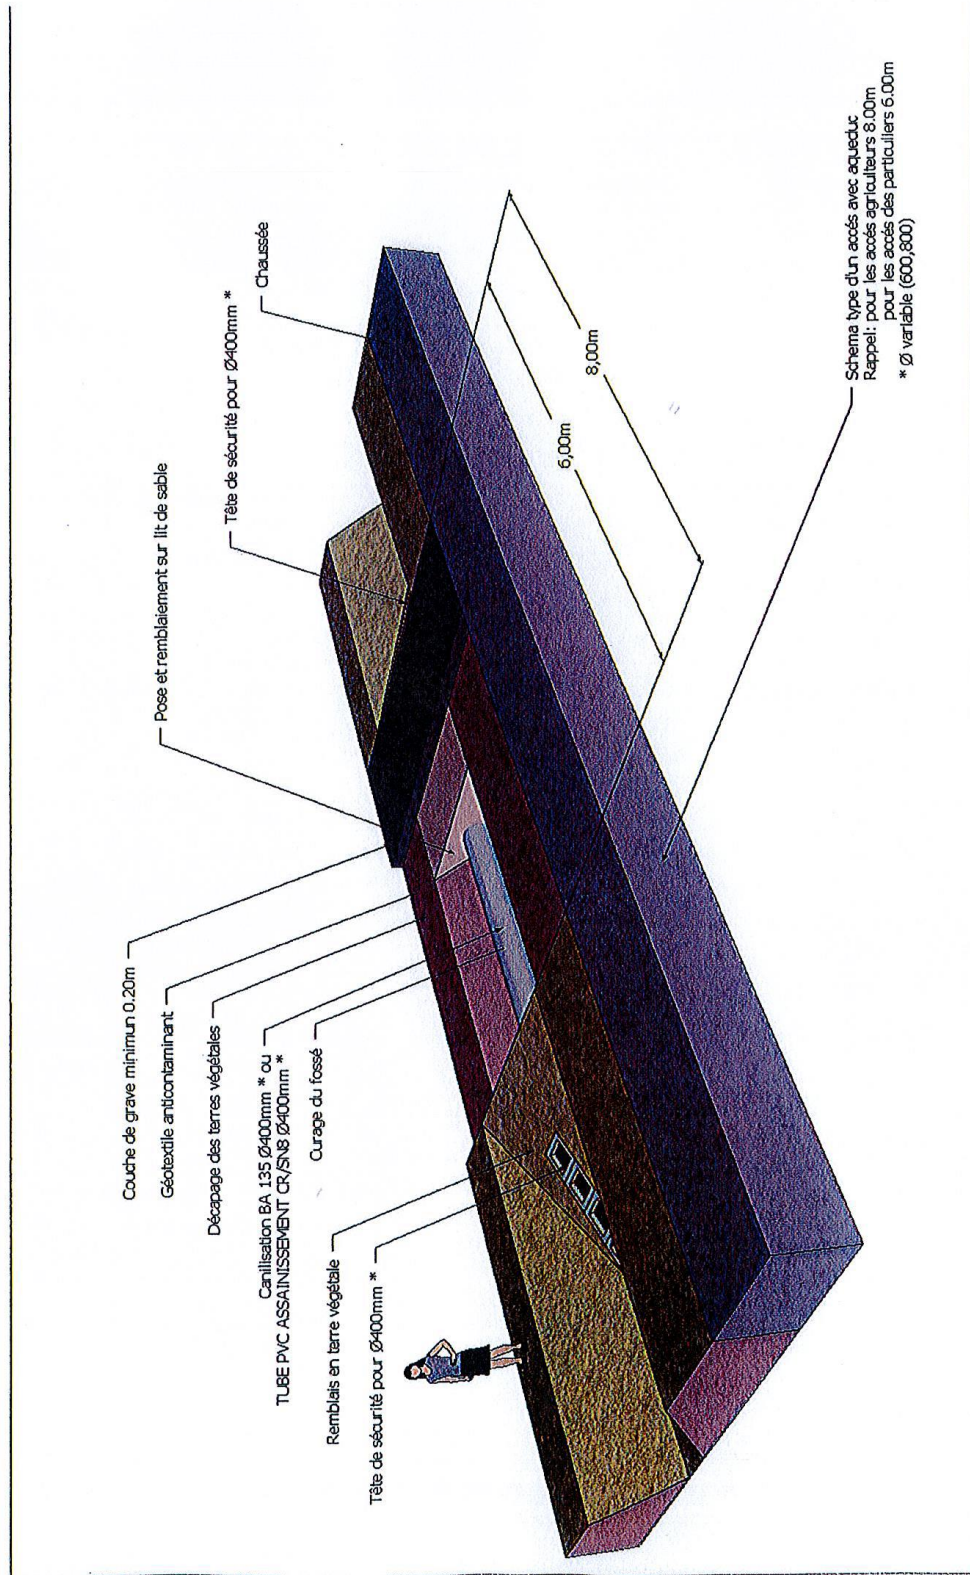 Couche de grave minimun 0.20m
Géotextile anticontaminant
Décapage des terres végétales
Canilisation BA 135 Ø400mm * ou
TUBE PVC ASSAINISSEMENT CR/SN8 Ø400mm *
Curage du fossé
Remblais en terre végétale
Tête de sécurité pour Ø400mm *
Pose et remblaiement sur lit de sable
Tête de sécurité pour Ø400mm *
Chaussée
6,00m
8,00m
Schema type d'un accés avec aqueduc
Rappel: pour les accés agriculteurs 8.00m
pour les accés des particuliers 6.00m
* Ø variable (600,800)